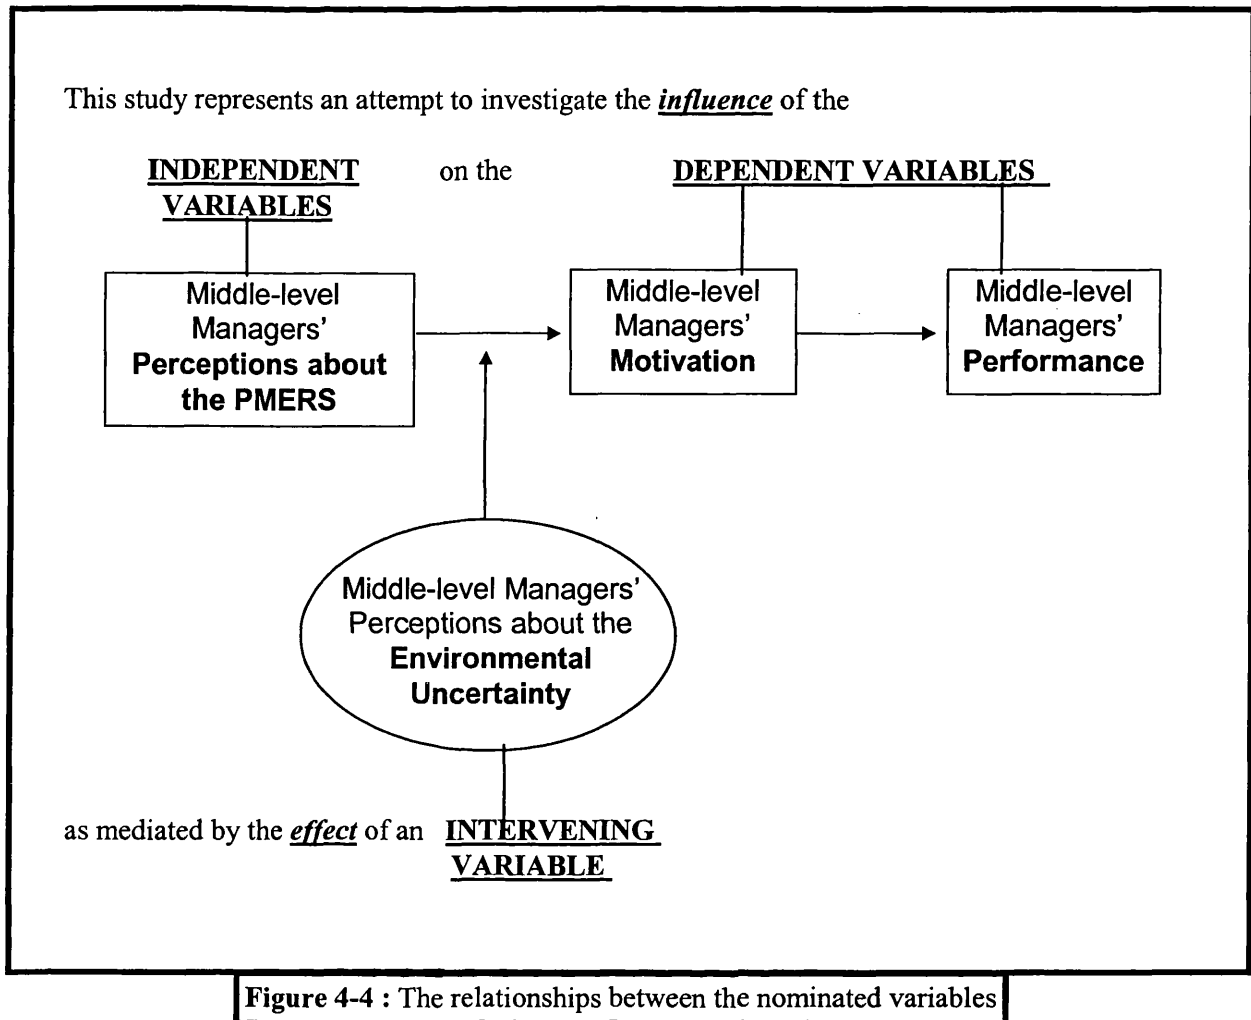 This study represents an attempt to investigate the influence of the
INDEPENDENT VARIABLES
on the
DEPENDENT VARIABLES
Middle-level
Managers’
Perceptions about
the PMERS
Middle-level
Managers’
Motivation
Middle-level
Managers’
Performance
Middle-level Managers’
Perceptions about the
Environmental
Uncertainty
as mediated by the effect of an INTERVENING
VARIABLE
Figure 4-4 : The relationships between the nominated variables